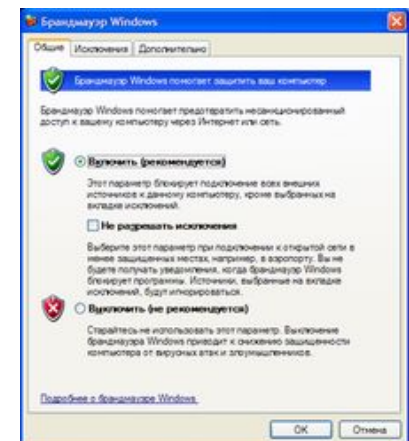 Брандмауэр Windows
Общие Исключения Дополнительно
Брандмауэр Windows помогает защитить ваш компьютер
Брандмауэр Windows помогает предотвратить несанкционированный
доступ к вашему компьютеру через Интернет или сеть.
Включить (рекомендуется)
Этот параметр блокирует подключение всех внешних
источников к данному компьютеру, кроме выбранных на
вкладке исключений.
Не разрешать исключения
Выберите этот параметр при подключении к открытой сети в
менее защищенных местах, например, в аэропорту. Вы не
будете получать уведомления, когда брандмауэр Windows
блокирует программы. Источники, выбранные на вкладке
исключений, будут игнорироваться.
Выключить (не рекомендуется)
Старайтесь не использовать этот параметр. Выключение
брандмауэра Windows приводит к снижению защищенности
компьютера от вирусных атак и злоумышленников.
Подробнее о брандмауэре Windows.
OK Отмена